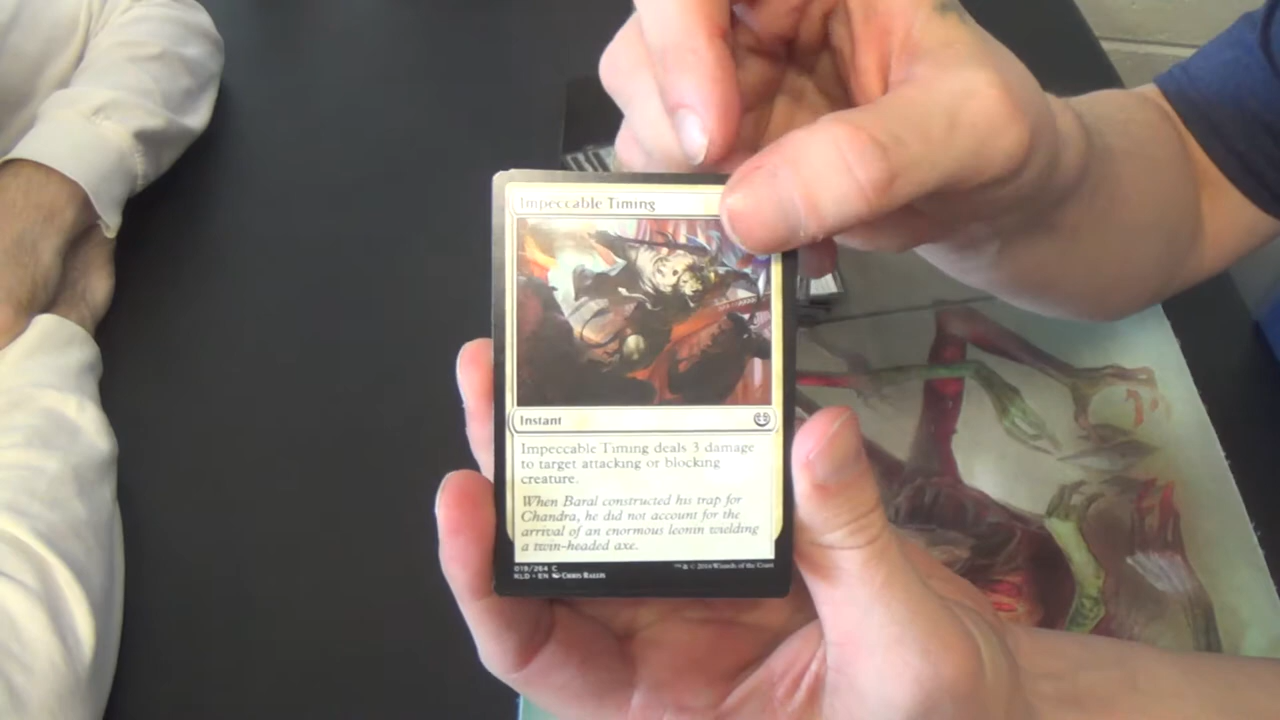 Impeccable Timing
Instant
Impeccable Timing deals 3 damage
to target attacking or blocking
creature.
When Baral constructed his trap for
Chandra, he did not account for the
arrival of an enormous leonin wielding
a twin-headed axe.
019/264 C
KLD • EN Chris Rallis
™ & © 2016 Wizards of the Coast